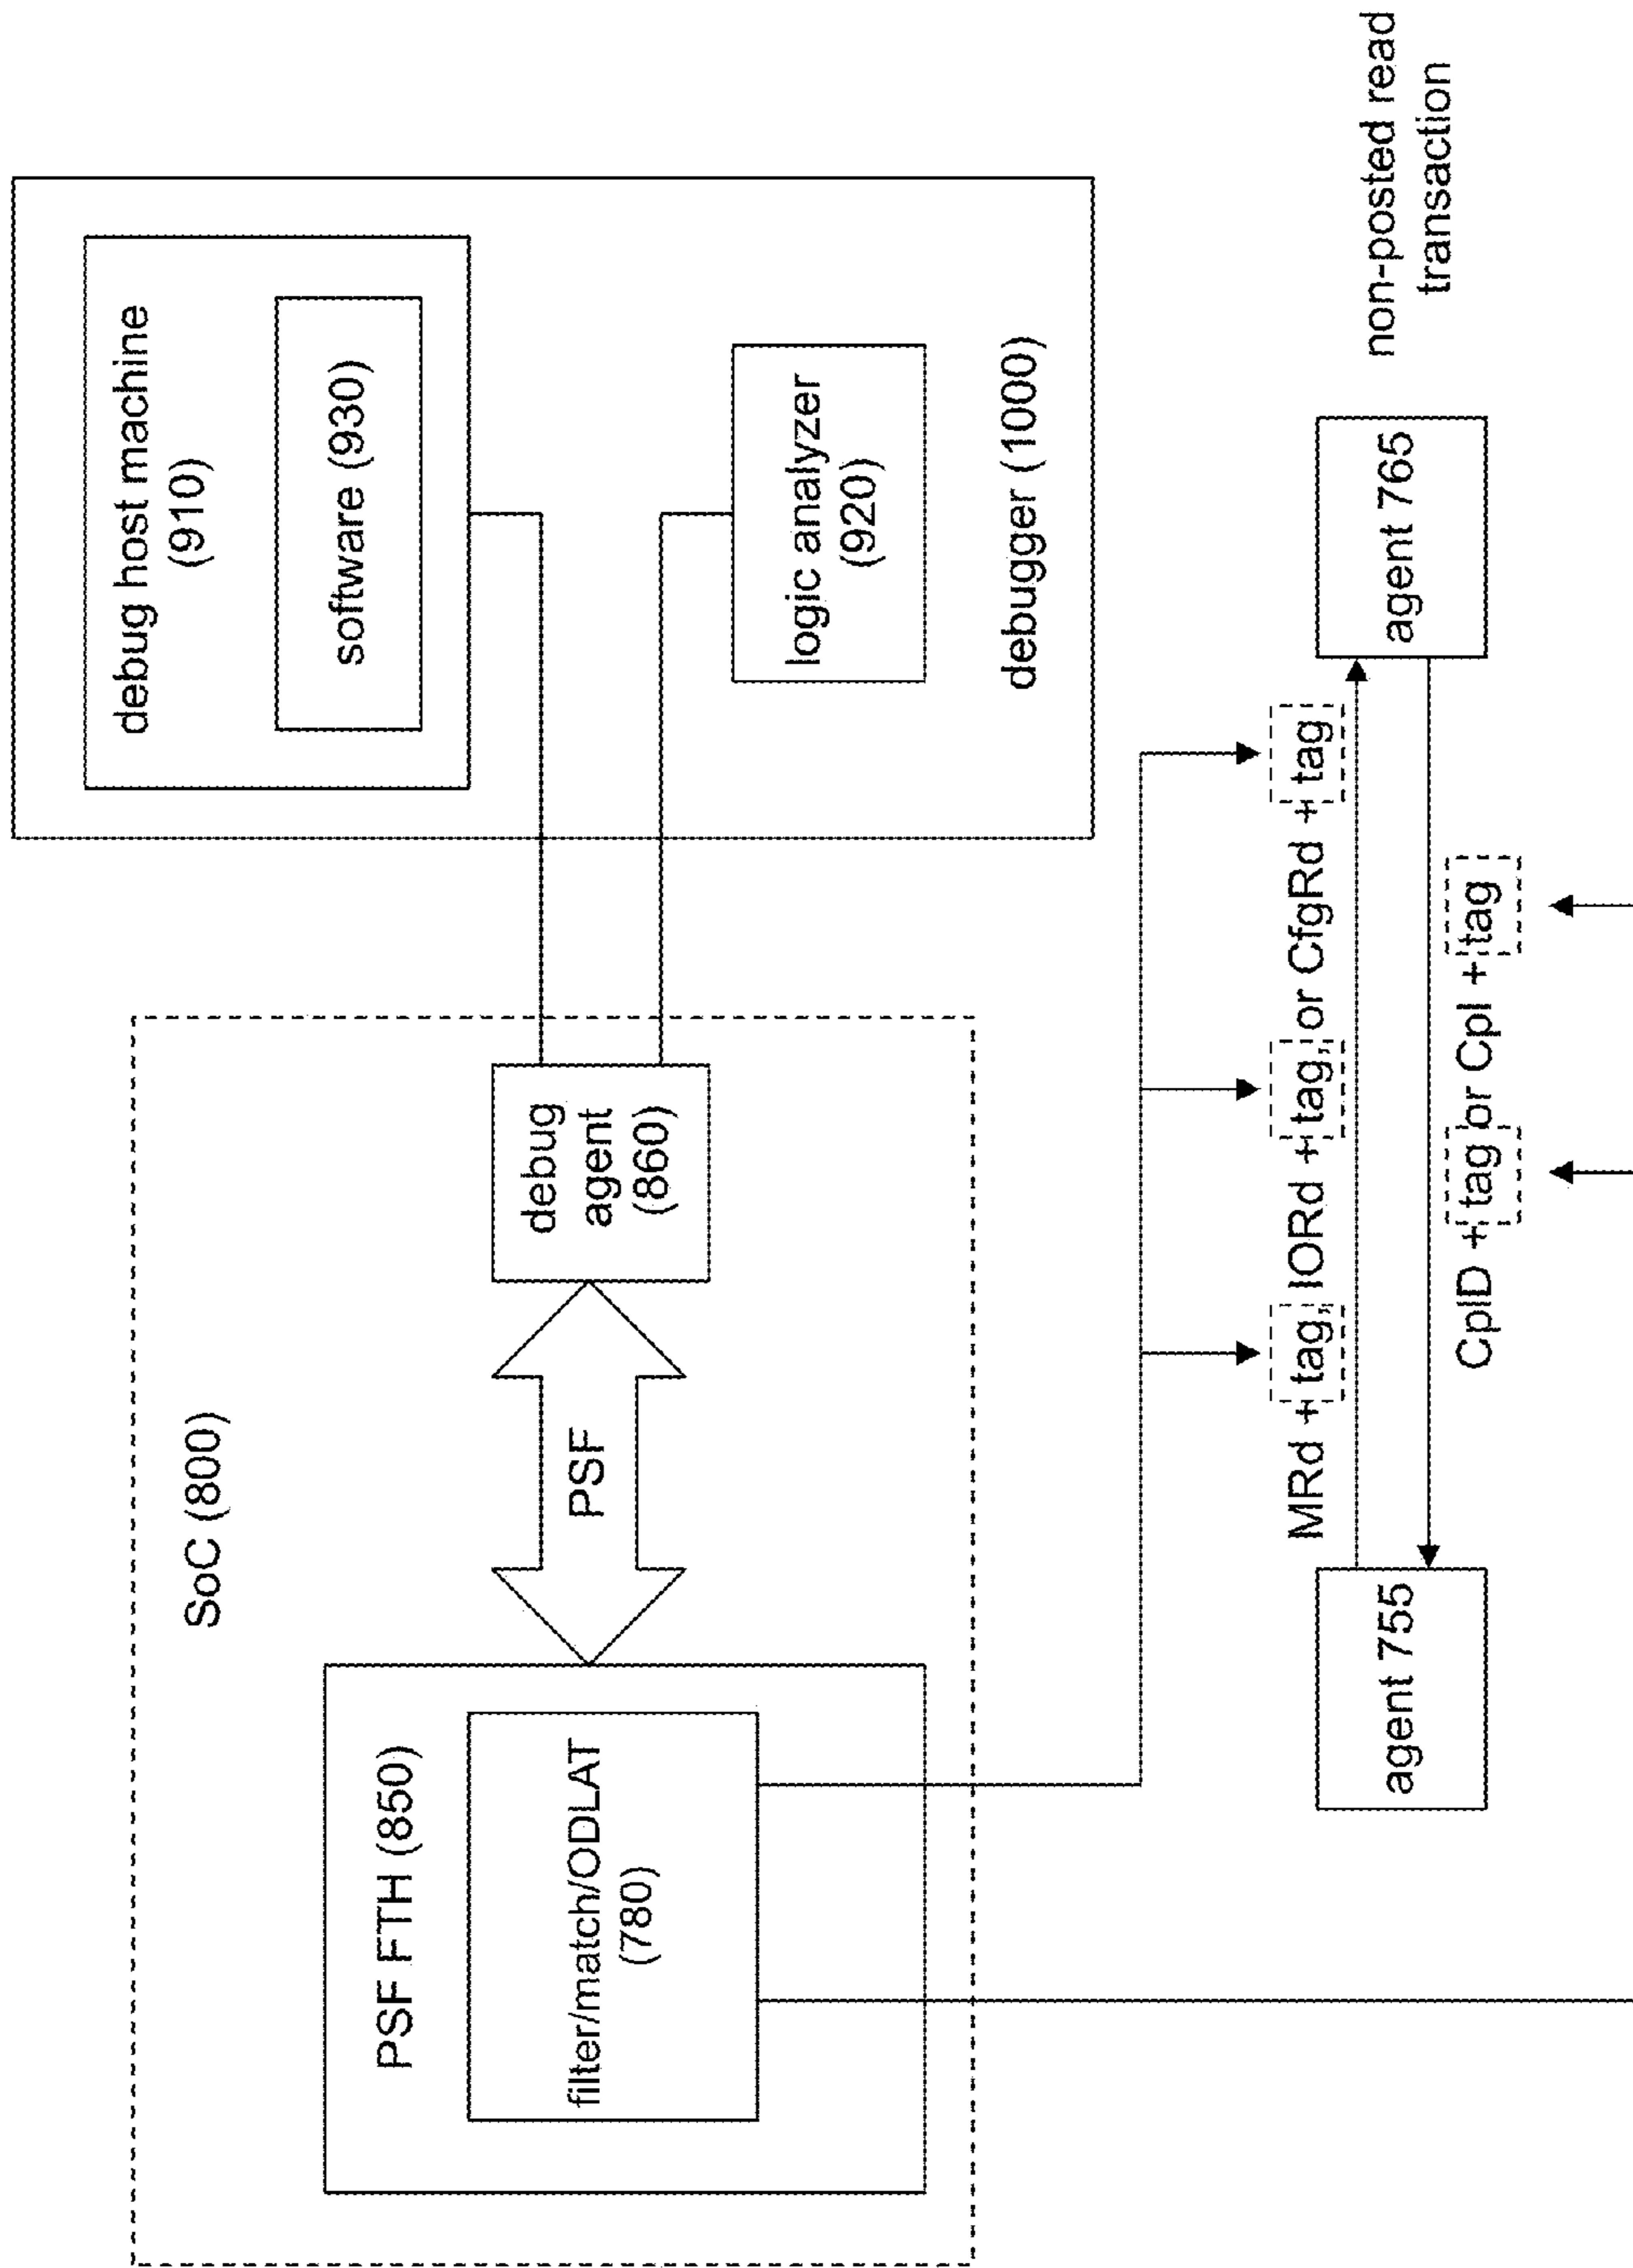 SoC (800)
PSF FTH (850)
filter/match/ODLAT
(780)
PSF
debug
agent
(860)
debug host machine
(910)
software (930)
logic analyzer
(920)
debugger (1000)
MRd + tag, IORd + tag, or CfgRd + tag
agent 755
agent 765
CplD + tag or Cpl + tag
non-posted read
transaction